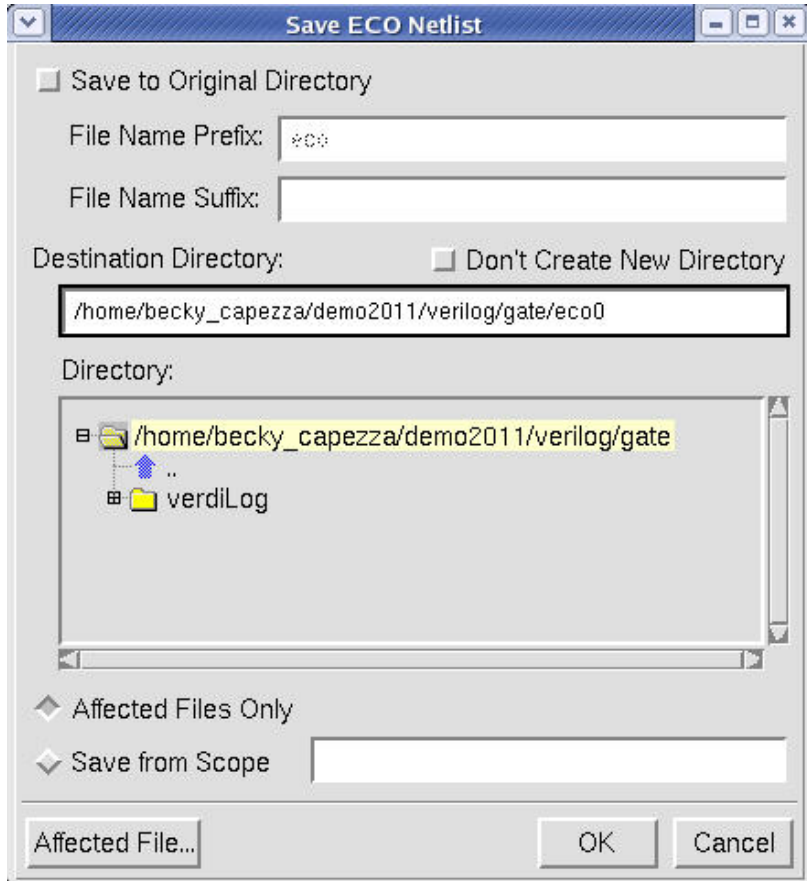 Save ECO Netlist
Save to Original Directory
File Name Prefix: eco
File Name Suffix:
Destination Directory: Don't Create New Directory
/home/becky_capezza/demo2011/verilog/gate/eco0
Directory:
/home/becky_capezza/demo2011/verilog/gate
..
verdiLog
Affected Files Only
Save from Scope
Affected File... OK Cancel